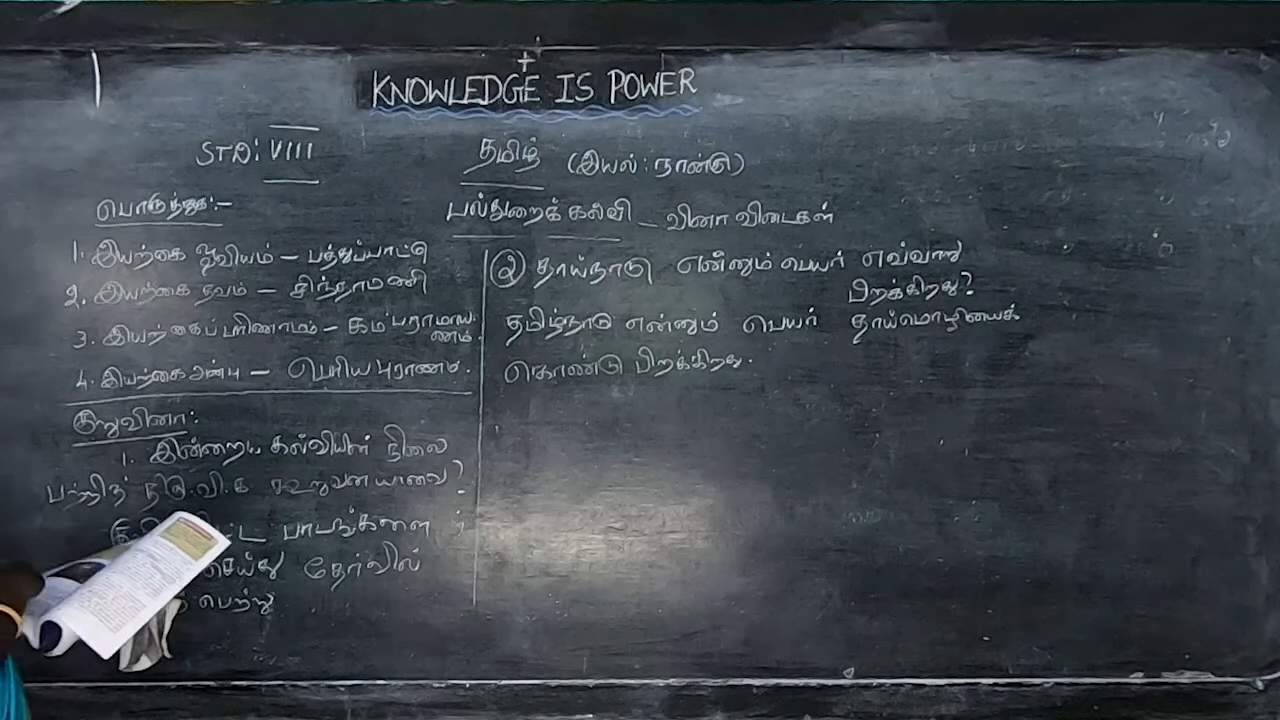 KNOWLEDGE IS POWER
STD: VIII
தமிழ் (இயல்: நான்கு)
பல்துறைக் கல்வி - வினா விடைகள்
பொருத்துக:-
1. இயற்கை ஓவியம் - பத்துப்பாட்டு
2. இயற்கை தவம் - சிந்தாமணி
3. இயற்கைப் பரிணாமம் - கம்பராமாய
ணம்.
4. இயற்கை அன்பு - பெரிய புராணம்.
குறுவினா:
1. இன்றைய கல்வியின் நிலை
பற்றித் திரு.வி.க கூறுவன யாவை?
பாடங்களை
செய்து தேர்வில்
பெற்று
2 தாய்நாடு என்னும் பெயர் எவ்வாறு
பிறக்கிறது?
தமிழ்நாடு என்னும் பெயர் தாய்மொழியைக்
கொண்டு பிறக்கிறது.